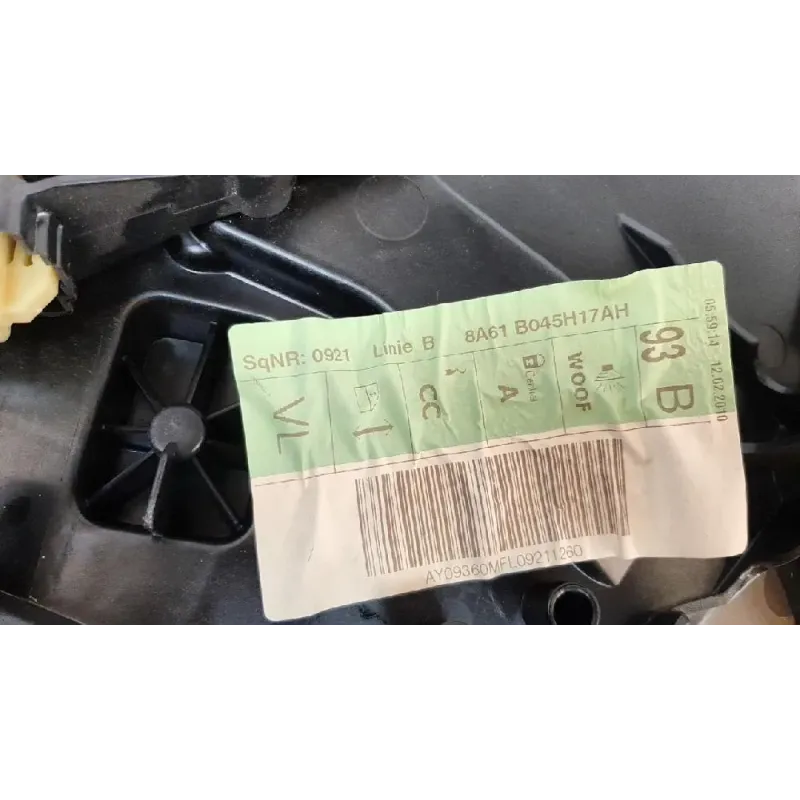 SqNR: 0921 Linie B 8A61 B045H17AH
VL CC A WOOF 93 B
AY09360MFL09211260
05:59:14 12.02.2010